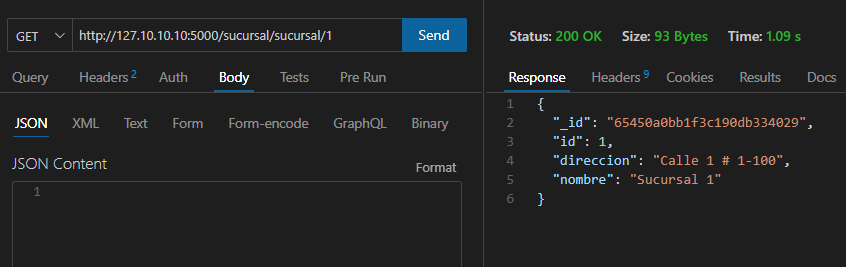 GET http://127.10.10.10:5000/sucursal/sucursal/1 Send
Query Headers 2 Auth Body Tests Pre Run
JSON XML Text Form Form-encode GraphQL Binary
JSON Content Format
1
Status: 200 OK Size: 93 Bytes Time: 1.09 s
Response Headers 9 Cookies Results Docs
1 {
2 "_id": "65450a0bb1f3c190db334029",
3 "id": 1,
4 "direccion": "Calle 1 # 1-100",
5 "nombre": "Sucursal 1"
6 }